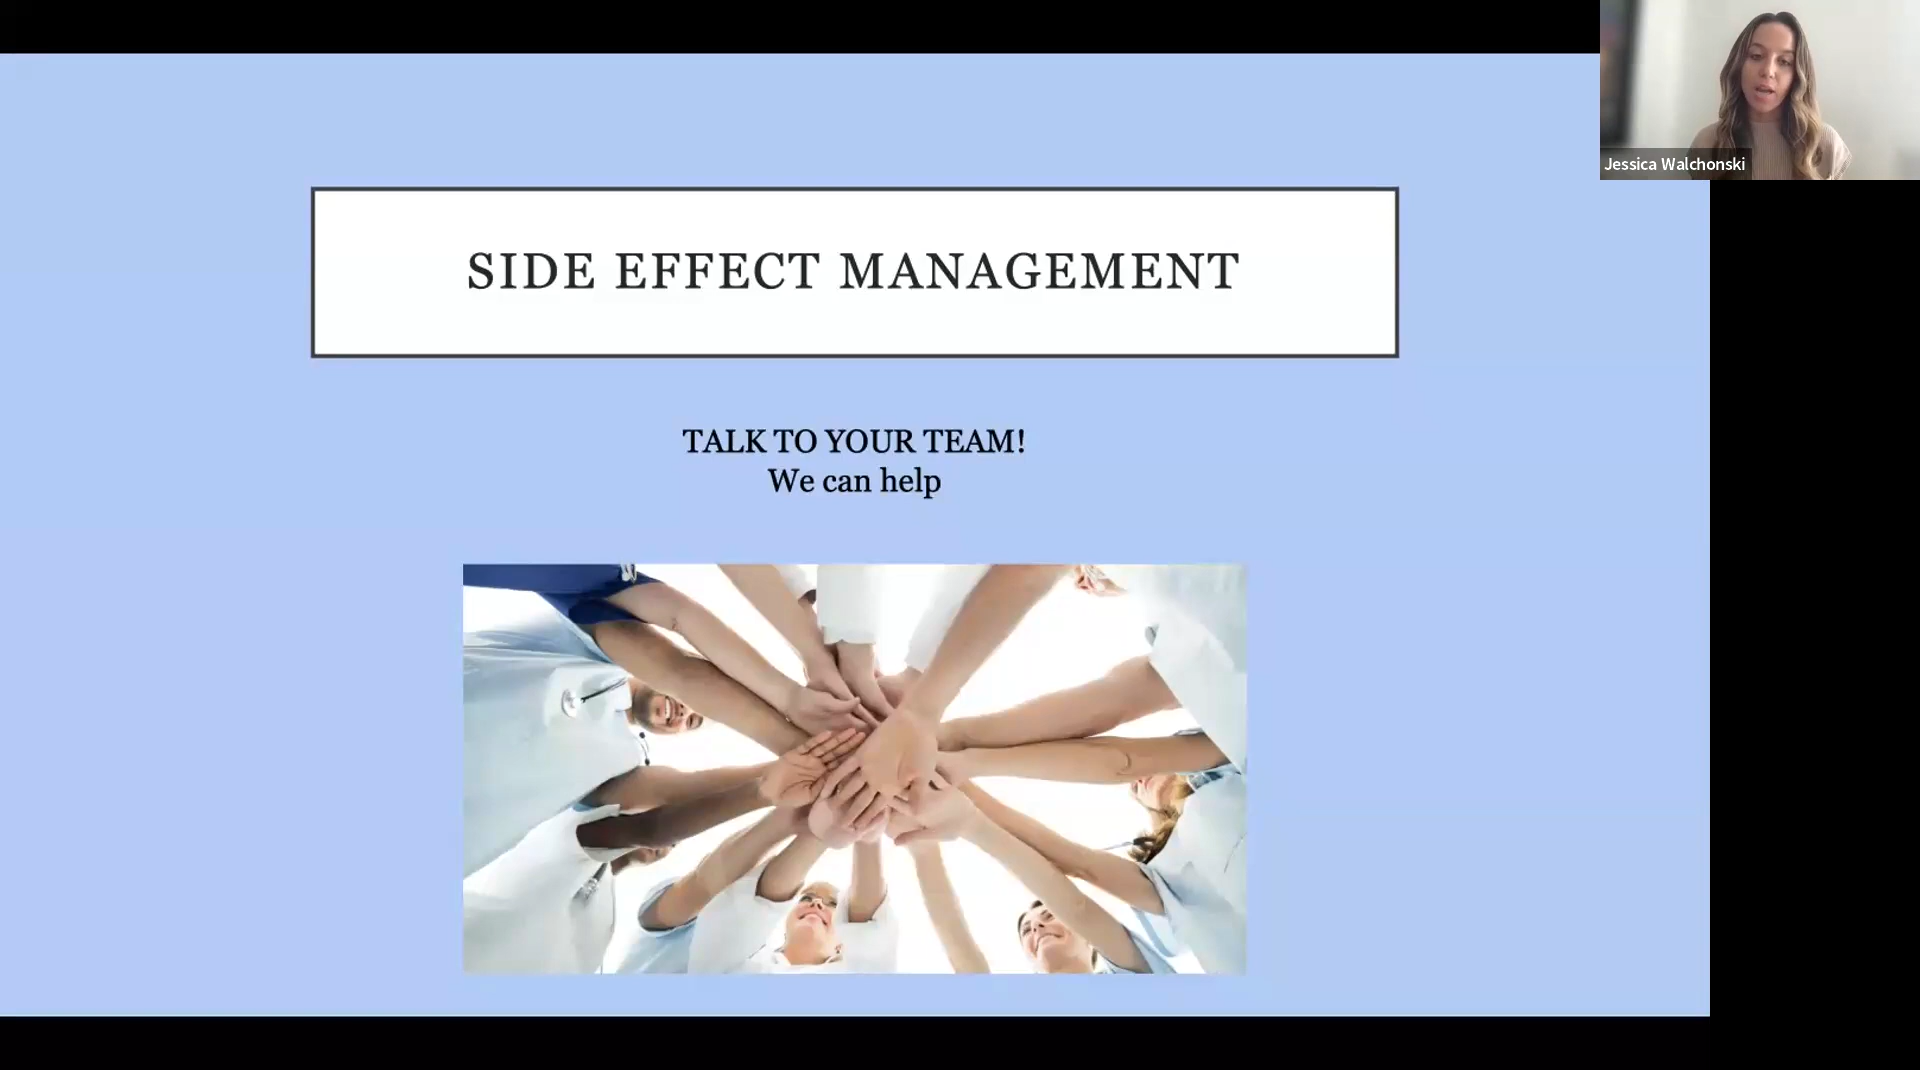 Jessica Walchonski
SIDE EFFECT MANAGEMENT
TALK TO YOUR TEAM!
We can help